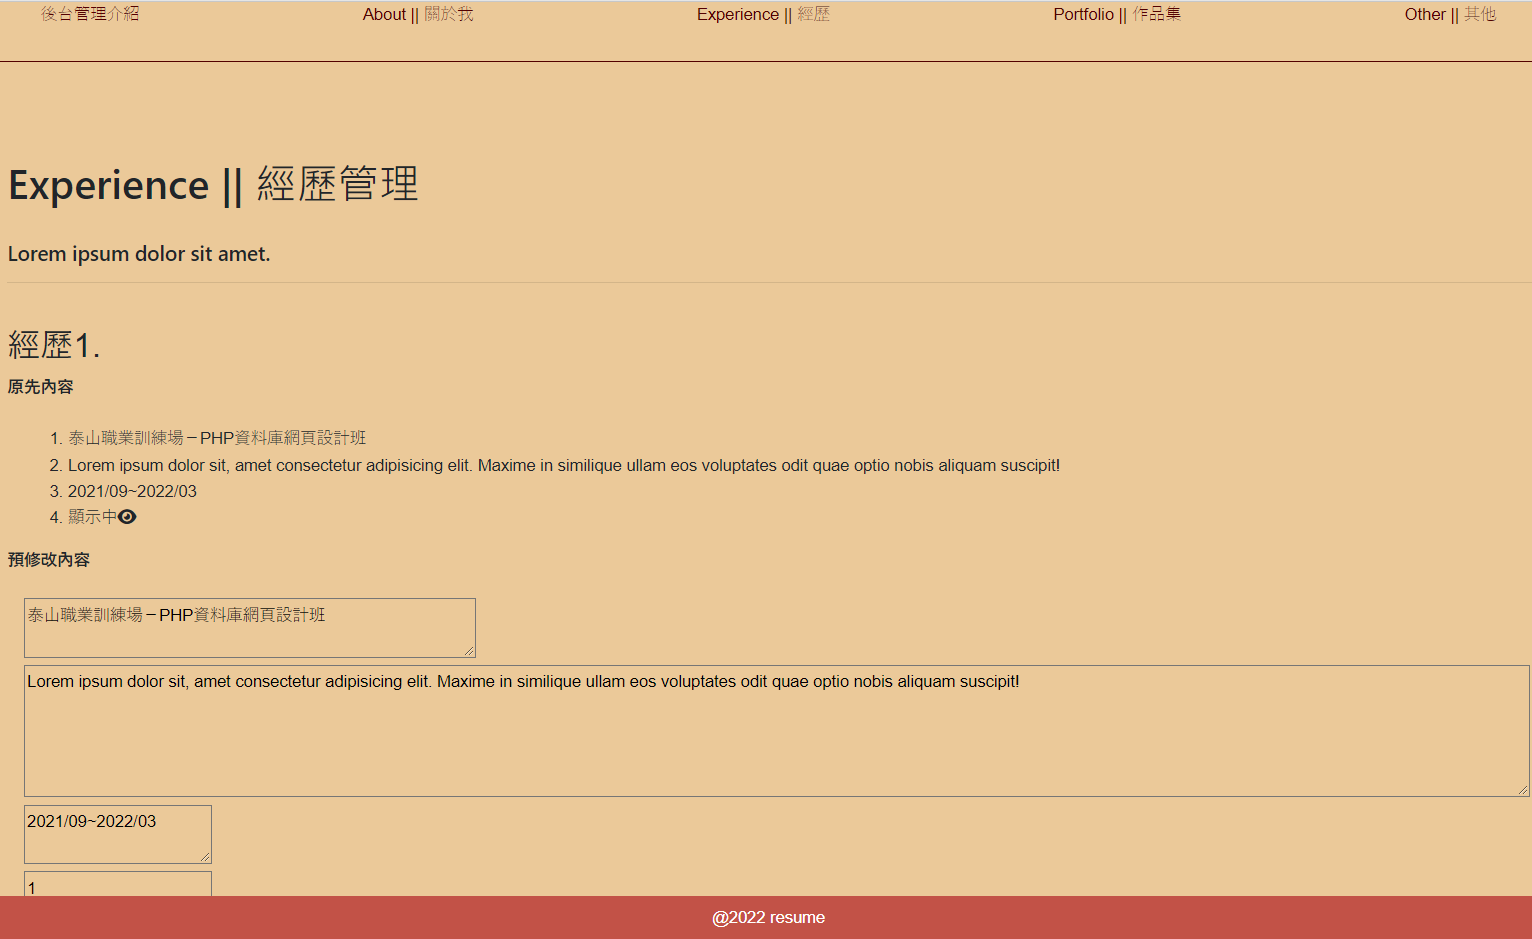 後台管理介紹 About || 關於我 Experience || 經歷 Portfolio || 作品集 Other || 其他
Experience || 經歷管理
Lorem ipsum dolor sit amet.
經歷1.
原先內容
1. 泰山職業訓練場－PHP資料庫網頁設計班
2. Lorem ipsum dolor sit, amet consectetur adipisicing elit. Maxime in similique ullam eos voluptates odit quae optio nobis aliquam suscipit!
3. 2021/09~2022/03
4. 顯示中
預修改內容
泰山職業訓練場－PHP資料庫網頁設計班
Lorem ipsum dolor sit, amet consectetur adipisicing elit. Maxime in similique ullam eos voluptates odit quae optio nobis aliquam suscipit!
2021/09~2022/03
1
@2022 resume